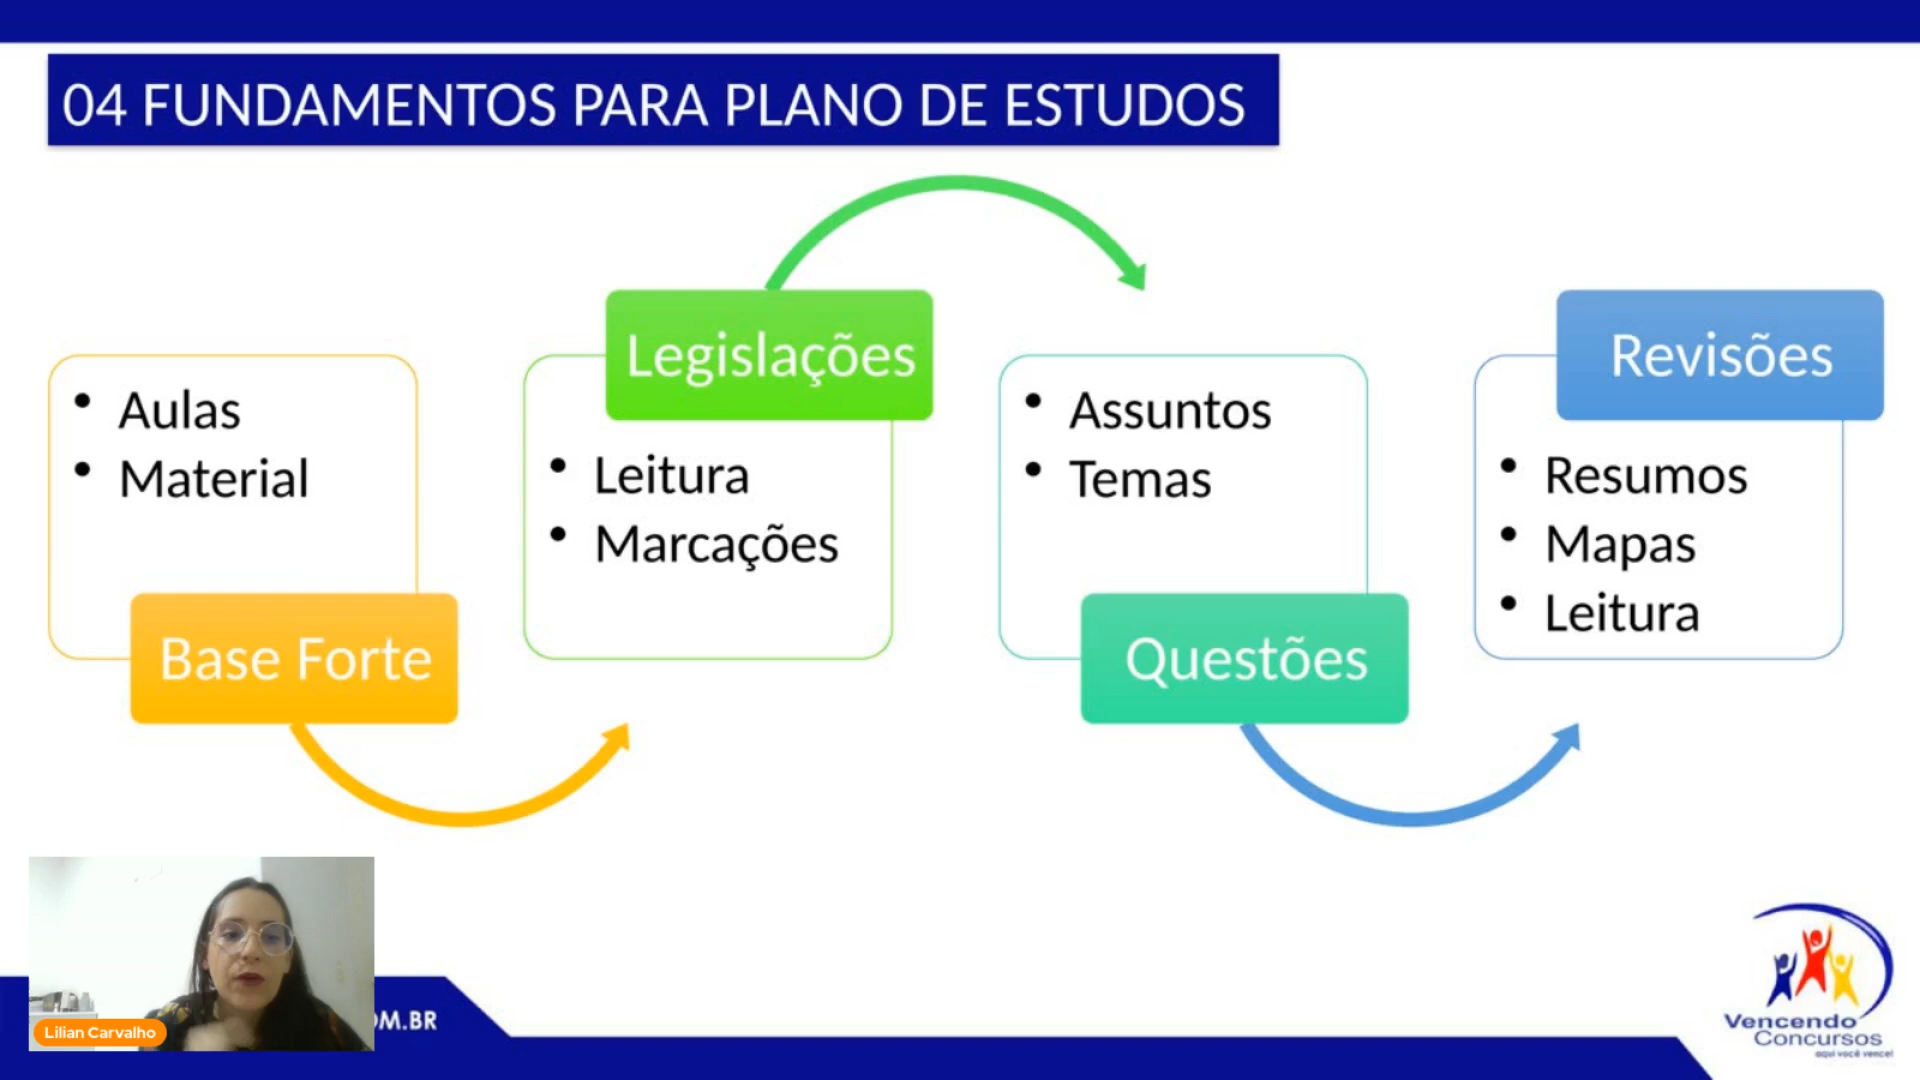 04 FUNDAMENTOS PARA PLANO DE ESTUDOS
• Aulas
• Material
Base Forte
Legislações
• Leitura
• Marcações
• Assuntos
• Temas
Questões
Revisões
• Resumos
• Mapas
• Leitura
Lilian Carvalho
OM.BR
Vencendo
Concursos
aqui você vence!